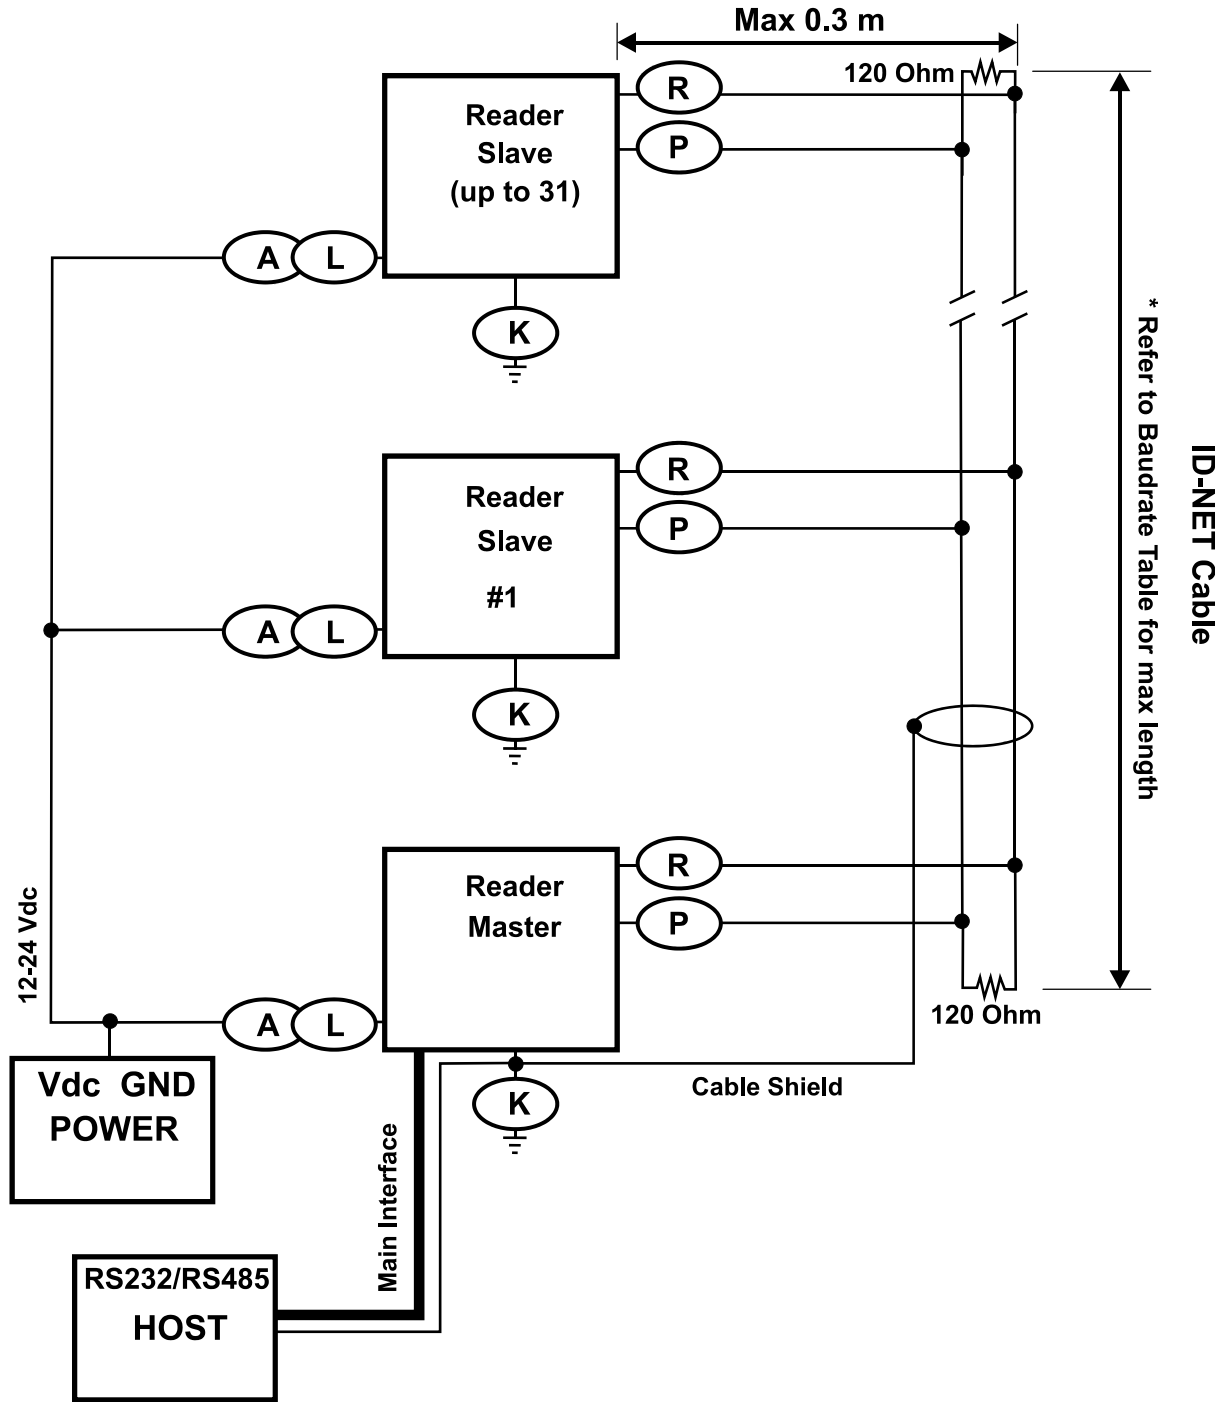 Max 0.3 m
120 Ohm
R
P
Reader
Slave
(up to 31)
A
L
K
* Refer to Baudrate Table for max length
ID-NET Cable
R
P
Reader
Slave
#1
A
L
K
R
P
Reader
Master
12-24 Vdc
A
L
120 Ohm
Vdc GND
POWER
K
Cable Shield
Main Interface
RS232/RS485
HOST